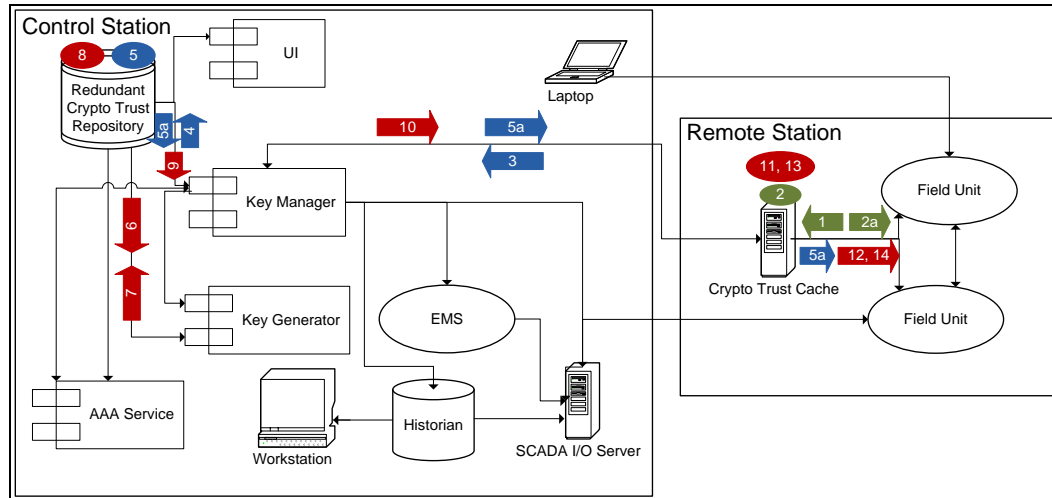 Control Station
8
5
Redundant
Crypto Trust
Repository
UI
5a
4
9
Laptop
10
5a
3
Key Manager
6
7
Key Generator
EMS
AAA Service
Workstation
Historian
SCADA I/O Server
Remote Station
11, 13
2
1
2a
5a
12, 14
Crypto Trust Cache
Field Unit
Field Unit